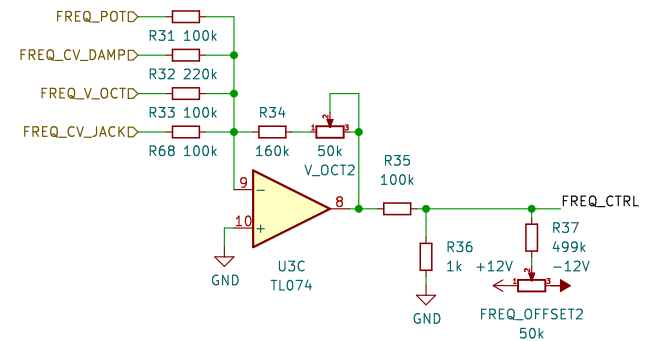 FREQ_POT
R31 100k
FREQ_CV_DAMP
R32 220k
FREQ_V_OCT
R33 100k
FREQ_CV_JACK
R68 100k
R34
160k
2
1
3
50k
V_OCT2
9
−
10
+
8
U3C
TL074
GND
R35
100k
FREQ_CTRL
R36
1k
GND
R37
499k
+12V
−12V
2
1
3
FREQ_OFFSET2
50k